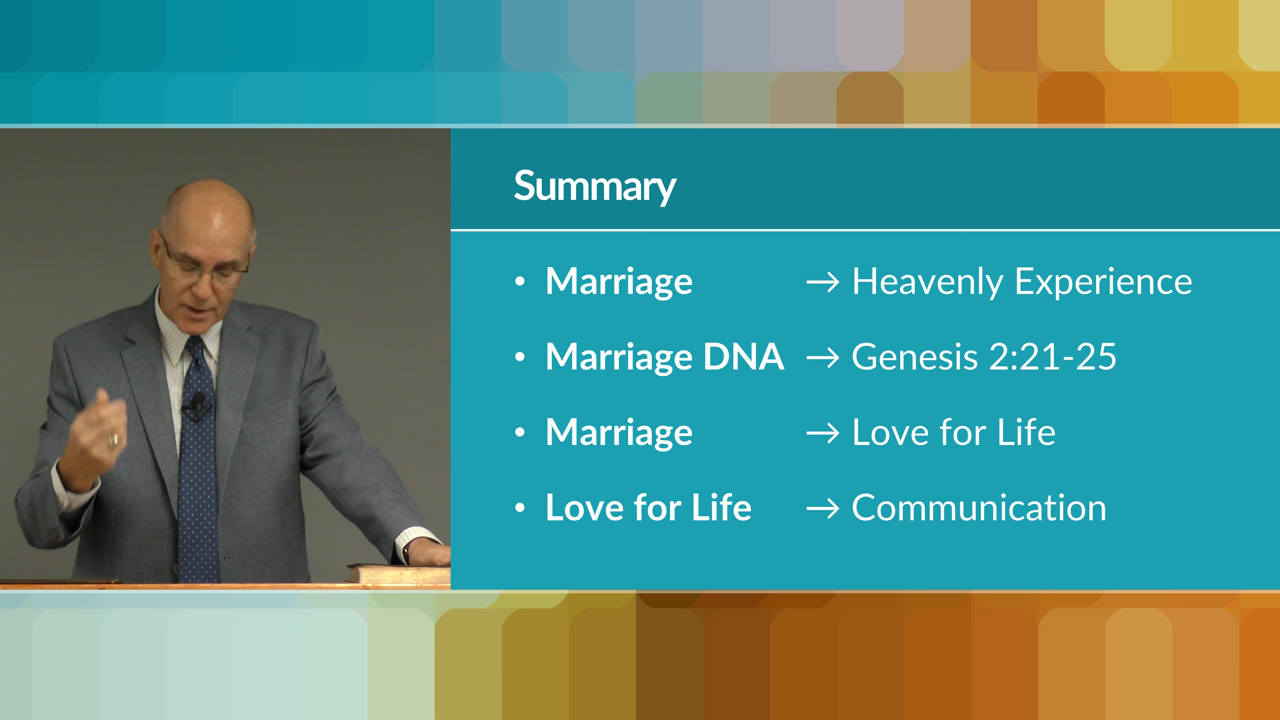 Summary
• Marriage → Heavenly Experience
• Marriage DNA → Genesis 2:21-25
• Marriage → Love for Life
• Love for Life → Communication